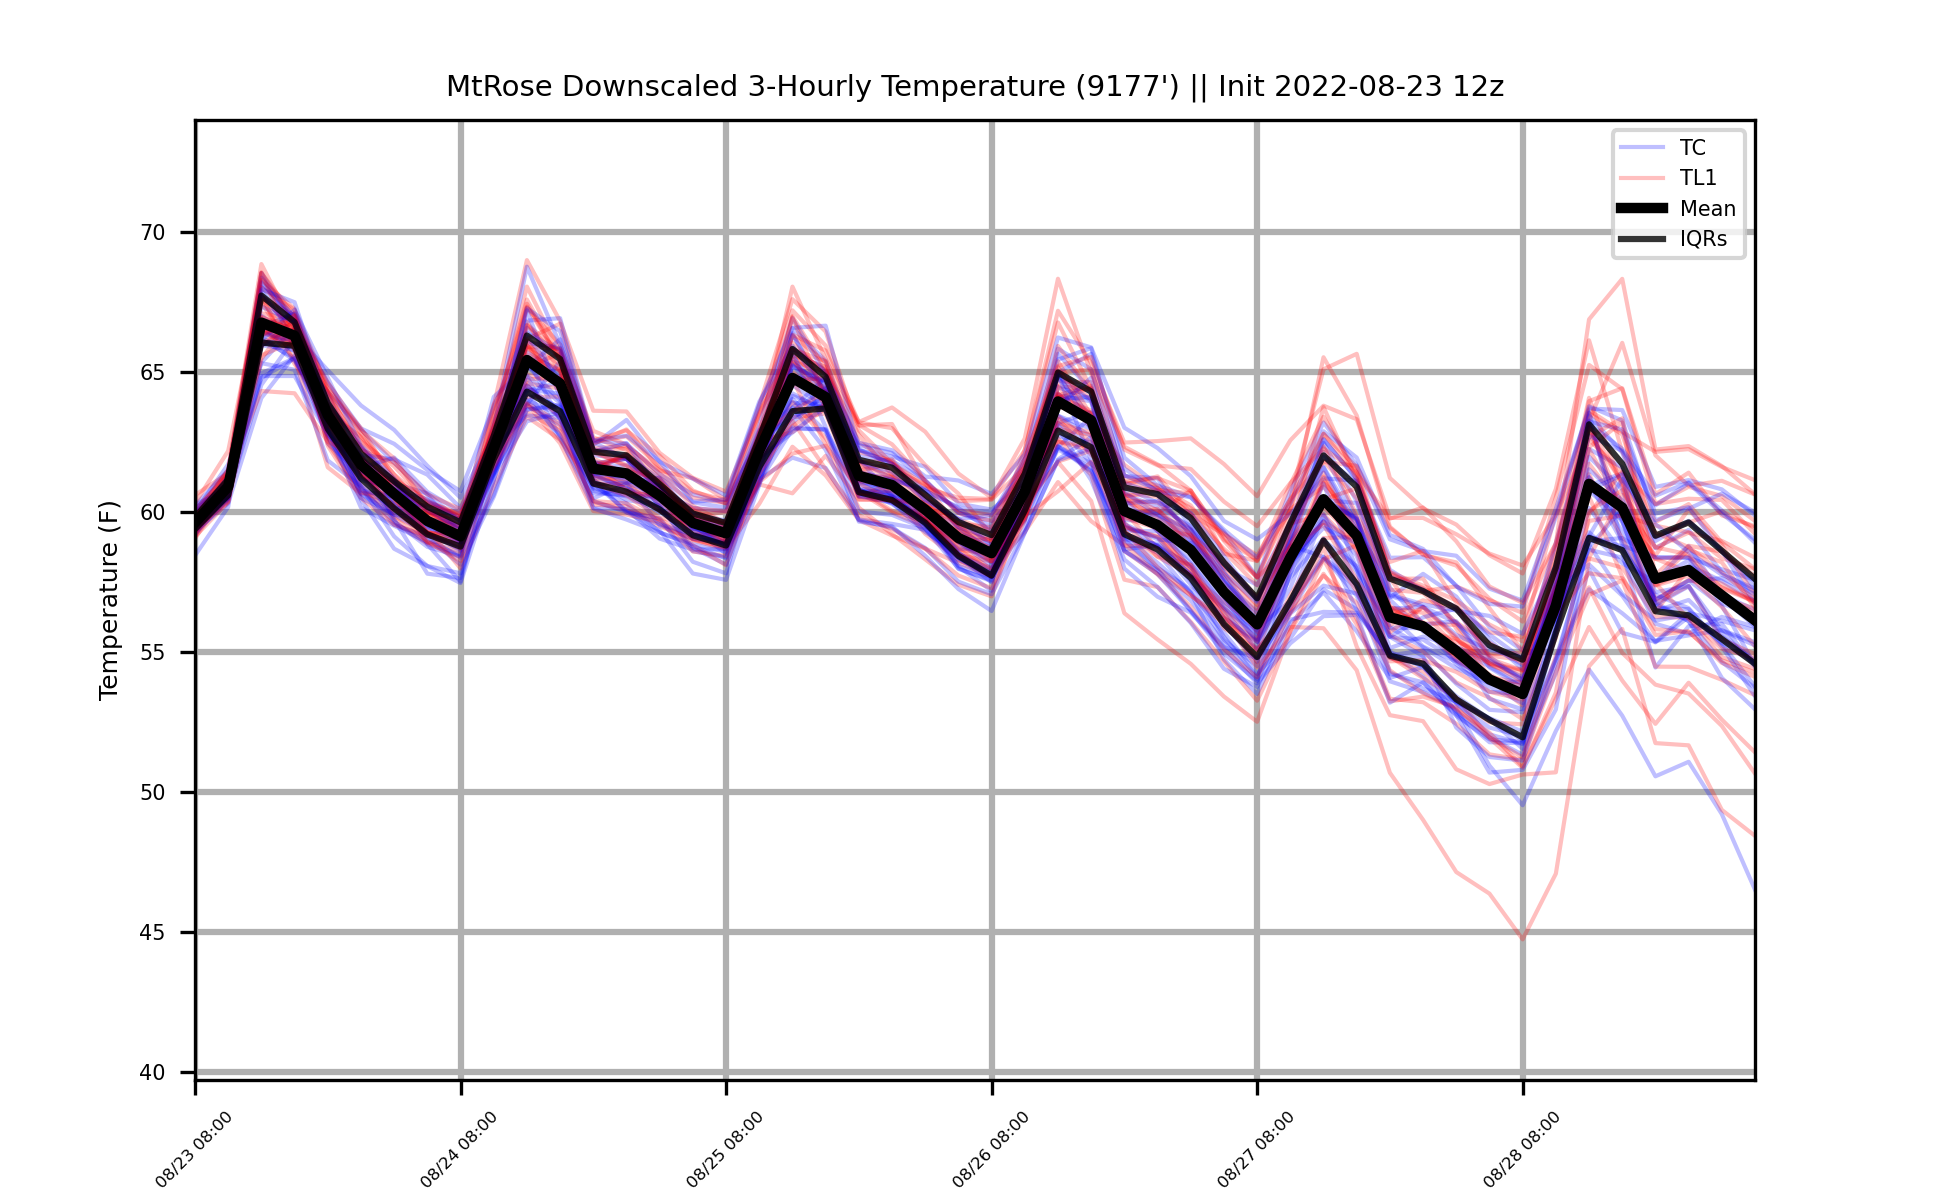 MtRose Downscaled 3-Hourly Temperature (9177') || Init 2022-08-23 12z
TC
TL1
Mean
IQRs
Temperature (F)
70
65
60
55
50
45
40
08/23 08:00
08/24 08:00
08/25 08:00
08/26 08:00
08/27 08:00
08/28 08:00